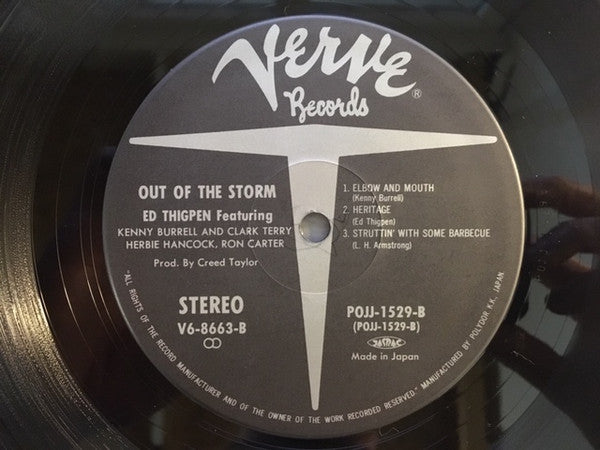 VERVE
Records
®
OUT OF THE STORM
ED THIGPEN Featuring
KENNY BURRELL AND CLARK TERRY
HERBIE HANCOCK, RON CARTER
Prod. By Creed Taylor
STEREO
V6-8663-B
1. ELBOW AND MOUTH
(Kenny Burrell)
2. HERITAGE
(Ed Thigpen)
3. STRUTTIN' WITH SOME BARBECUE
(L. H. Armstrong)
POJJ-1529-B
(POJJ-1529-B)
JASRAC
Made in Japan
"ALL RIGHTS OF THE RECORD MANUFACTURER AND OF THE OWNER OF THE WORK RECORDED RESERVED." MANUFACTURED BY POLYDOR K.K. JAPAN